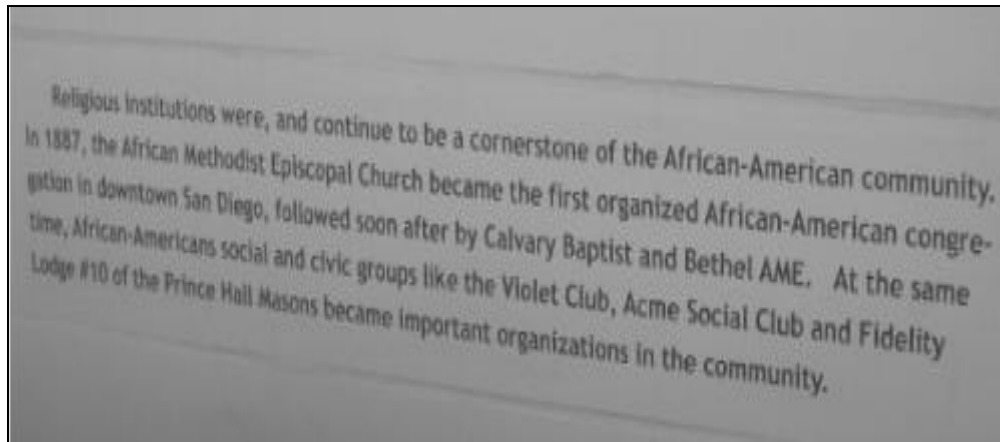 Religious institutions were, and continue to be a cornerstone of the African-American community.
In 1887, the African Methodist Episcopal Church became the first organized African-American congre-
gation in downtown San Diego, followed soon after by Calvary Baptist and Bethel AME. At the same
time, African-Americans social and civic groups like the Violet Club, Acme Social Club and Fidelity
Lodge #10 of the Prince Hall Masons became important organizations in the community.